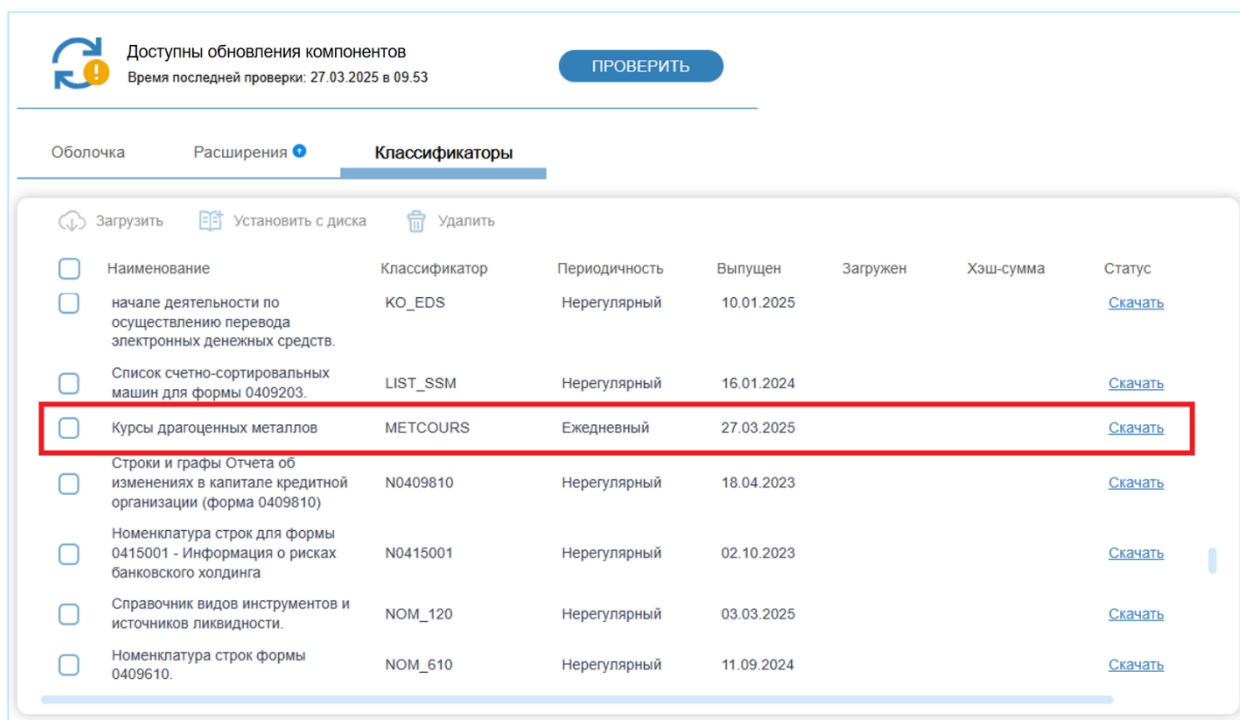 Доступны обновления компонентов
Время последней проверки: 27.03.2025 в 09.53
ПРОВЕРИТЬ
Оболочка Расширения Классификаторы
Загрузить Установить с диска Удалить
Наименование Классификатор Периодичность Выпущен Загружен Хэш-сумма Статус
начале деятельности по KO_EDS Нерегулярный 10.01.2025 Скачать
осуществлению перевода
электронных денежных средств.
Список счетно-сортировальных
машин для формы 0409203. LIST_SSM Нерегулярный 16.01.2024 Скачать
Курсы драгоценных металлов METCOURS Ежедневный 27.03.2025 Скачать
Строки и графы Отчета об
изменениях в капитале кредитной N0409810 Нерегулярный 18.04.2023 Скачать
организации (форма 0409810)
Номенклатура строк для формы
0415001 - Информация о рисках N0415001 Нерегулярный 02.10.2023 Скачать
банковского холдинга
Справочник видов инструментов и
источников ликвидности. NOM_120 Нерегулярный 03.03.2025 Скачать
Номенклатура строк формы
0409610. NOM_610 Нерегулярный 11.09.2024 Скачать